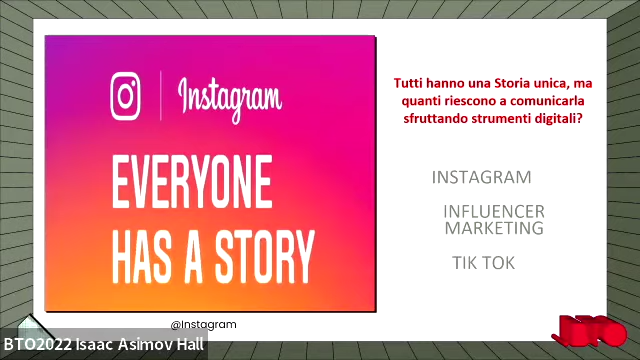 Instagram
EVERYONE
HAS A STORY
@Instagram
Tutti hanno una Storia unica, ma
quanti riescono a comunicarla
sfruttando strumenti digitali?
INSTAGRAM
INFLUENCER
MARKETING
TIK TOK
BTO
BTO2022 Isaac Asimov Hall